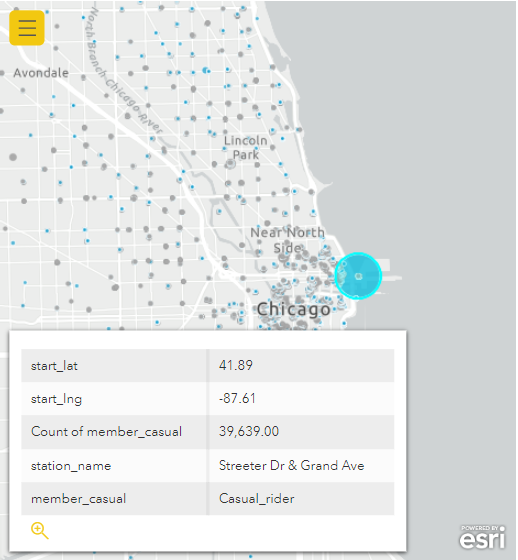 Avondale
North Branch Chicago River
Lincoln
Park
Near North
Side
Chicago
start_lat 41.89
start_lng -87.61
Count of member_casual 39,639.00
station_name Streeter Dr & Grand Ave
member_casual Casual_rider
POWERED BY
esri